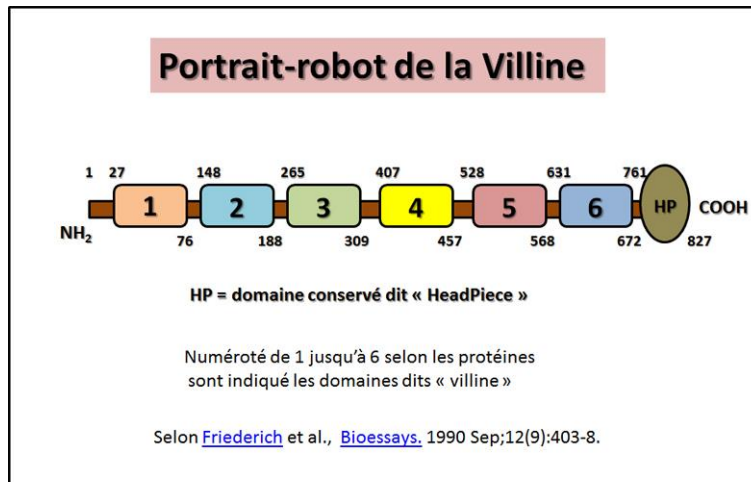 Portrait-robot de la Villine
1 27 148 265 407 528 631 761
1 2 3 4 5 6 HP COOH
NH2
76 188 309 457 568 672 827
HP = domaine conservé dit « HeadPiece »
Numéroté de 1 jusqu'à 6 selon les protéines
sont indiqué les domaines dits « villine »
Selon Friederich et al., Bioessays. 1990 Sep;12(9):403-8.